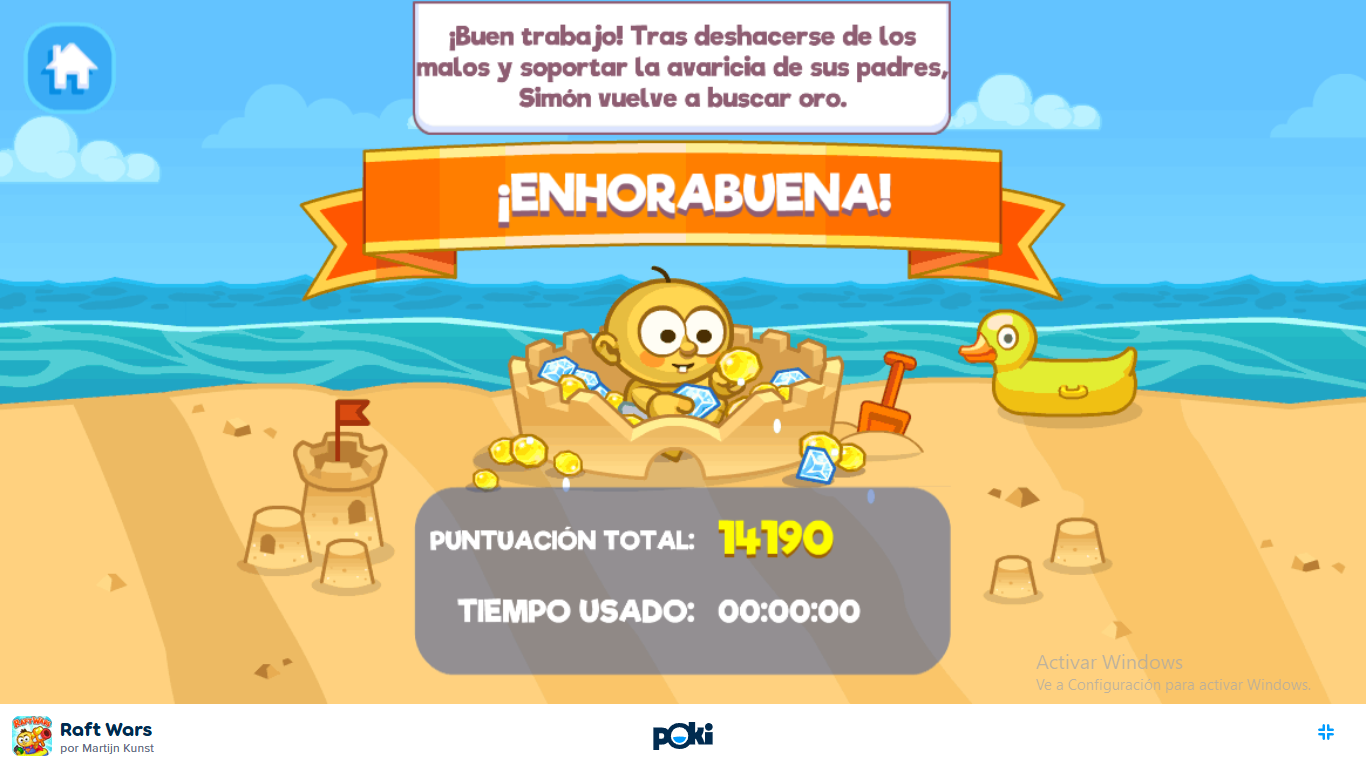 ¡Buen trabajo! Tras deshacerse de los
malos y soportar la avaricia de sus padres,
Simón vuelve a buscar oro.
¡ENHORABUENA!
PUNTUACIÓN TOTAL: 14190
TIEMPO USADO: 00:00:00
Activar Windows
Ve a Configuración para activar Windows.
RAFT WARS
Raft Wars
por Martijn Kunst
poki